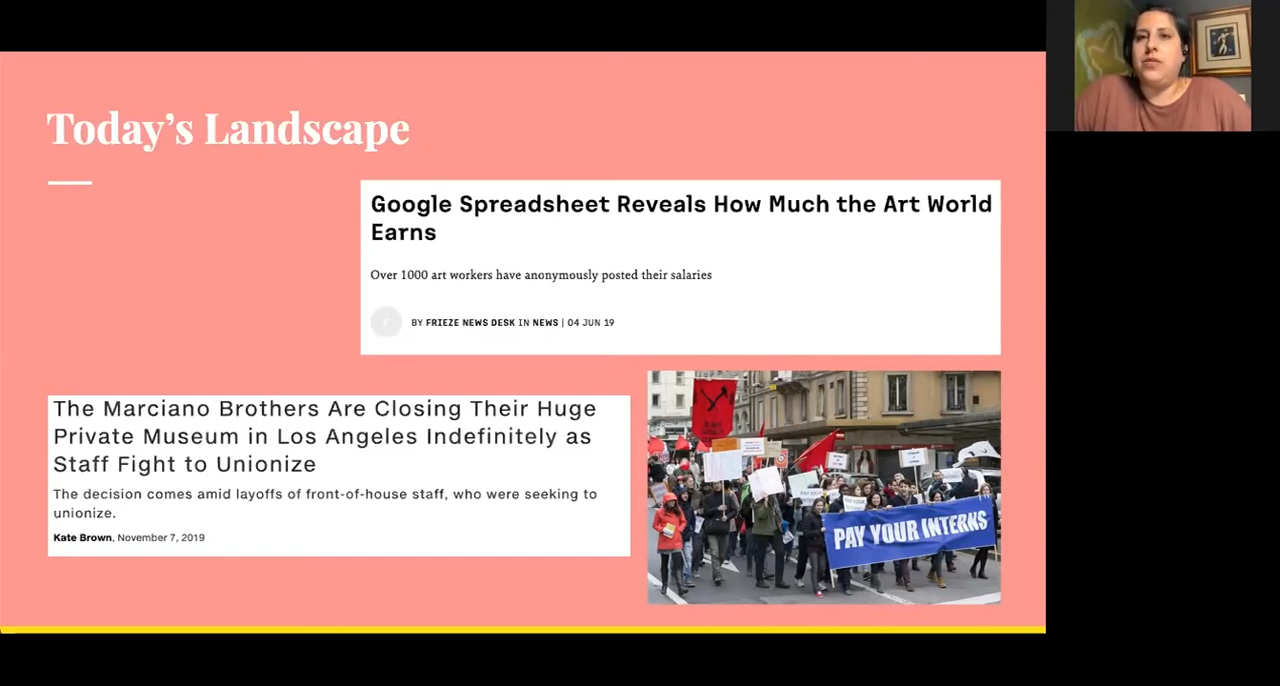 Today's Landscape
Google Spreadsheet Reveals How Much the Art World
Earns
Over 1000 art workers have anonymously posted their salaries
F
BY FRIEZE NEWS DESK IN NEWS | 04 JUN 19
The Marciano Brothers Are Closing Their Huge
Private Museum in Los Angeles Indefinitely as
Staff Fight to Unionize
The decision comes amid layoffs of front-of-house staff, who were seeking to
unionize.
Kate Brown, November 7, 2019
PAY YOUR INTERNS